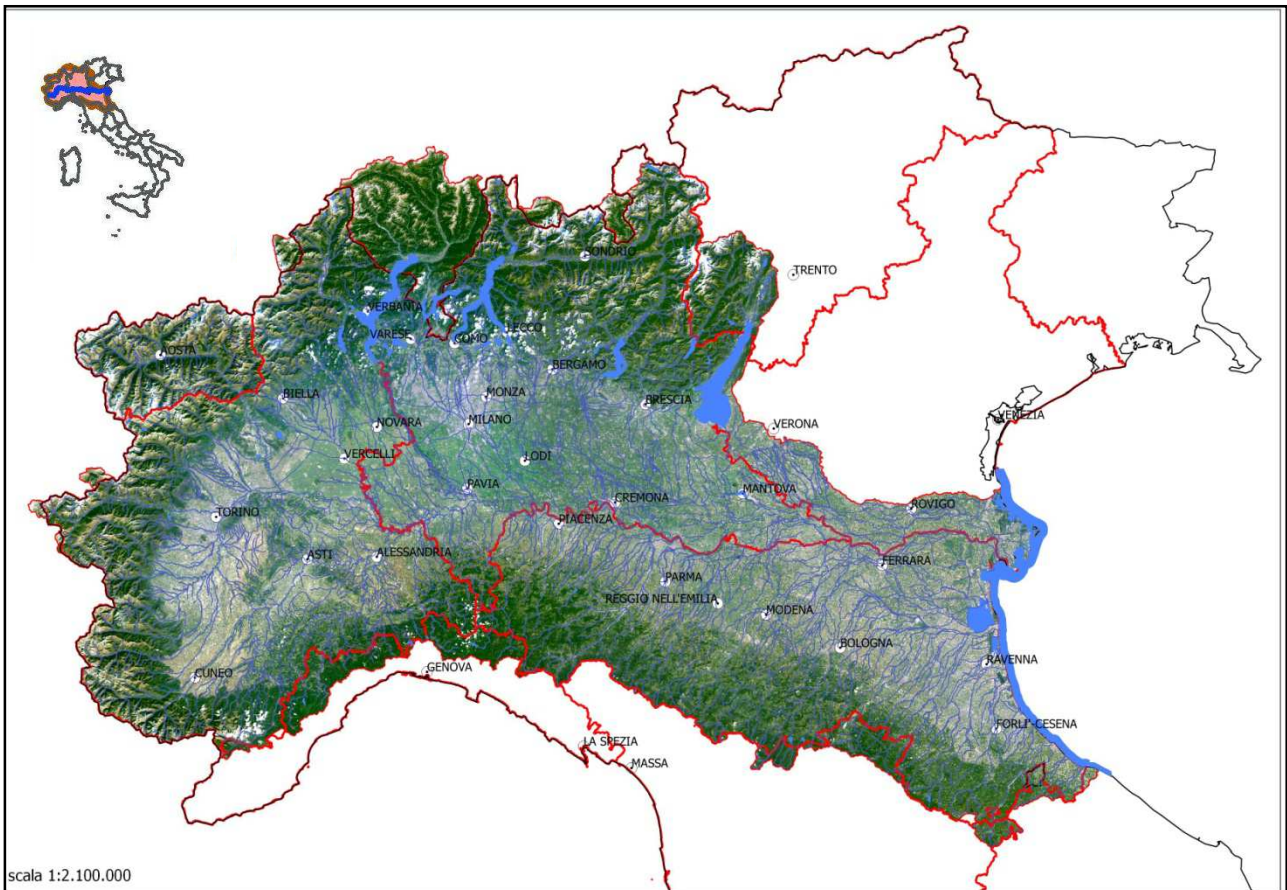 SONDRIO
TRENTO
VERBANIA
VARESE
COMO
LECCO
AOSTA
BERGAMO
BIELLA
MONZA
BRESCIA
NOVARA
MILANO
VERONA
VENEZIA
VERCELLI
LODI
PAVIA
CREMONA
MANTOVA
ROVIGO
TORINO
PIACENZA
ASTI
ALESSANDRIA
FERRARA
PARMA
REGGIO NELL'EMILIA
MODENA
BOLOGNA
RAVENNA
CUNEO
GENOVA
FORLI'-CESENA
LA SPEZIA
MASSA
scala 1:2.100.000